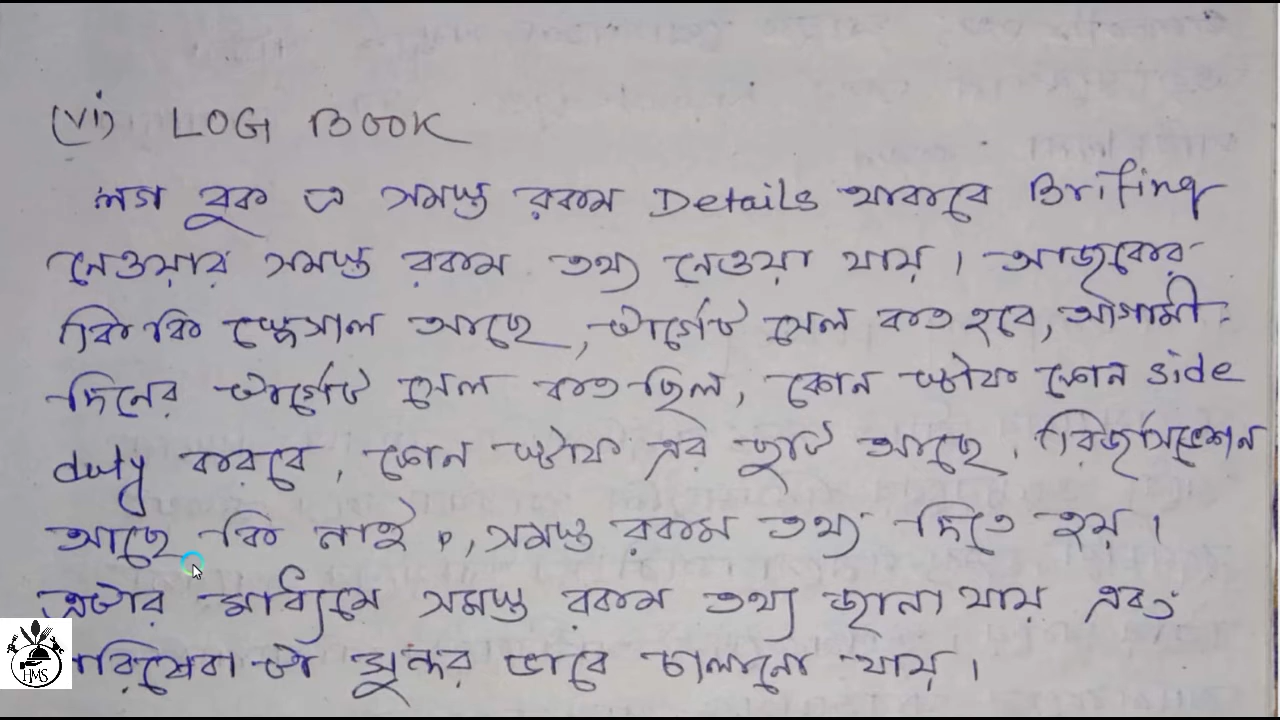 (vi) LOG BOOK
লগ বুক এ সমস্ত রকম Details থাকবে Brifing
নেওয়ার সমস্ত রকম তথ্য নেওয়া যায়। আজকের
কি কি স্পেসাল আছে, টার্গেট সেল কত হবে, আগামী
দিনের টার্গেট সেল কত ছিল, কোন স্টাফ কোন side
duty করবে, কোন স্টাফ এর ছুটি আছে, রিজার্ভেশন
আছে কি নাই ?, সমস্ত রকম তথ্য দিতে হয়।
এটার মাধ্যমে সমস্ত রকম তথ্য জানা যায় এবং
পরিষেবা টা সুন্দর ভাবে চালানো যায়।
HMS